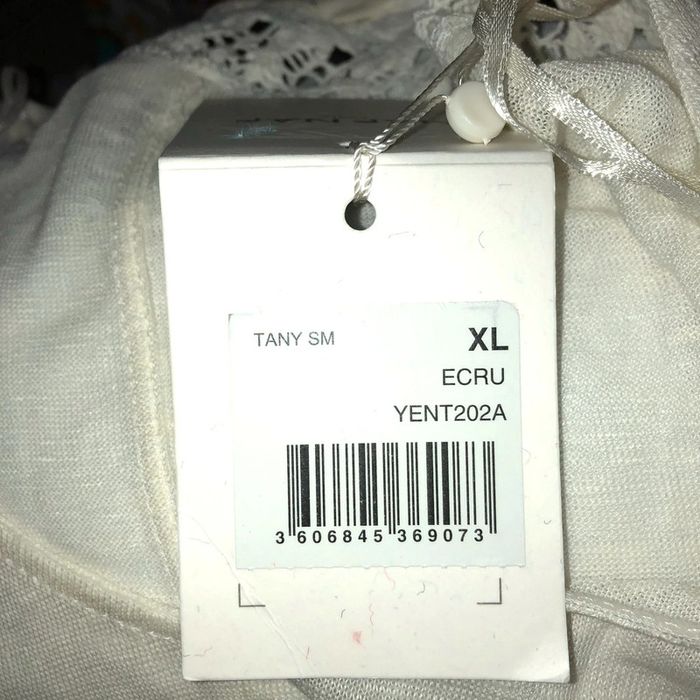 TANY SM
XL
ECRU
YENT202A
3 606845 369073